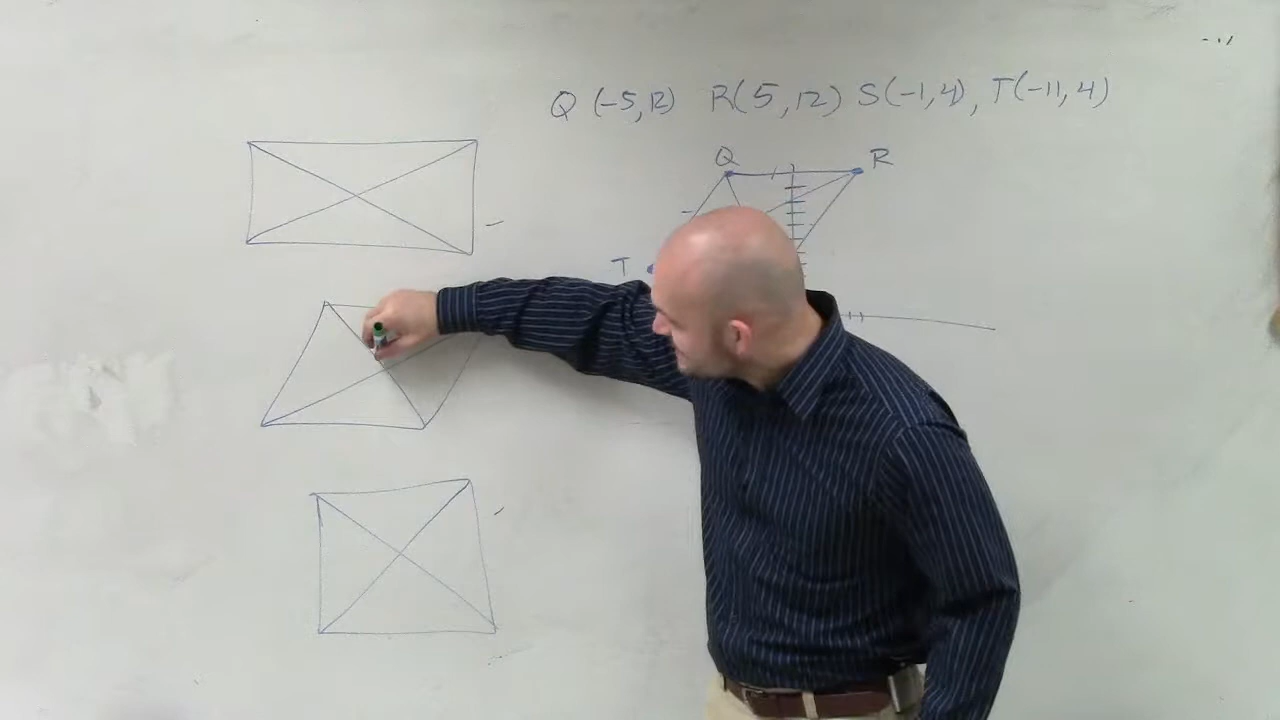 Q (-5, 12) R(5, 12) S(-1, 4), T(-11, 4)
Q R
T